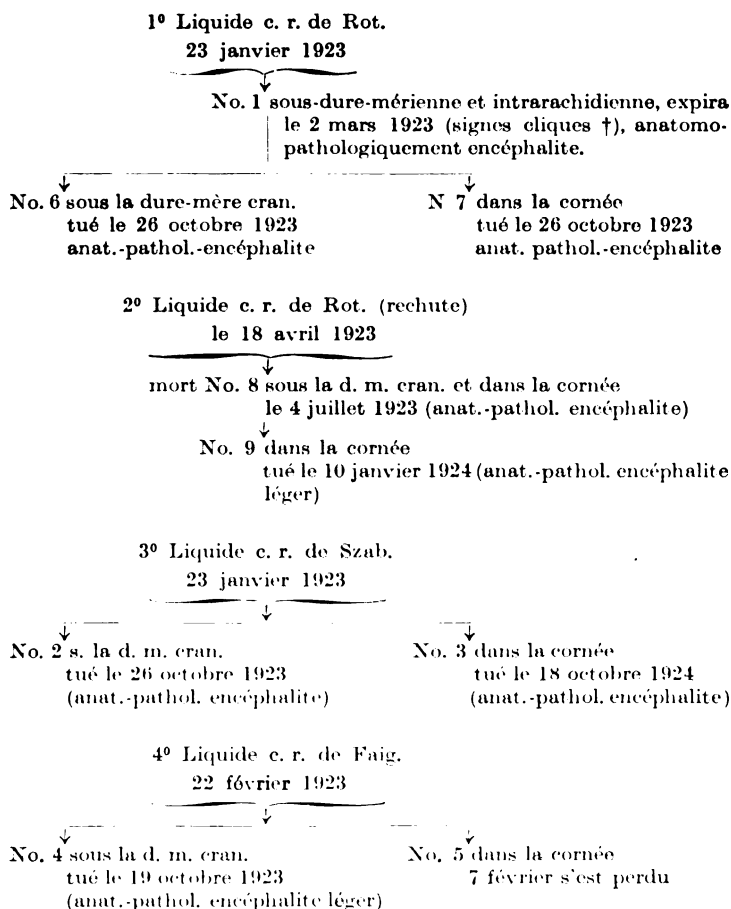 1⁰ Liquide c. r. de Rot.
23 janvier 1923
No. 1 sous-dure-mérienne et intrarachidienne, expira
le 2 mars 1923 (signes cliques †), anatomo-
pathologiquement encéphalite.
No. 6 sous la dure-mère cran.
tué le 26 octobre 1923
anat.-pathol.-encéphalite
N 7 dans la cornée
tué le 26 octobre 1923
anat. pathol.-encéphalite
2⁰ Liquide c. r. de Rot. (rechute)
le 18 avril 1923
mort No. 8 sous la d. m. cran. et dans la cornée
le 4 juillet 1923 (anat.-pathol. encéphalite)
No. 9 dans la cornée
tué le 10 janvier 1924 (anat.-pathol. encéphalite
léger)
3⁰ Liquide c. r. de Szab.
23 janvier 1923
No. 2 s. la d. m. cran.
tué le 26 octobre 1923
(anat.-pathol. encéphalite)
No. 3 dans la cornée
tué le 18 octobre 1924
(anat.-pathol. encéphalite)
4⁰ Liquide c. r. de Faig.
22 février 1923
No. 4 sous la d. m. cran.
tué le 19 octobre 1923
(anat.-pathol. encéphalite léger)
No. 5 dans la cornée
7 février s'est perdu